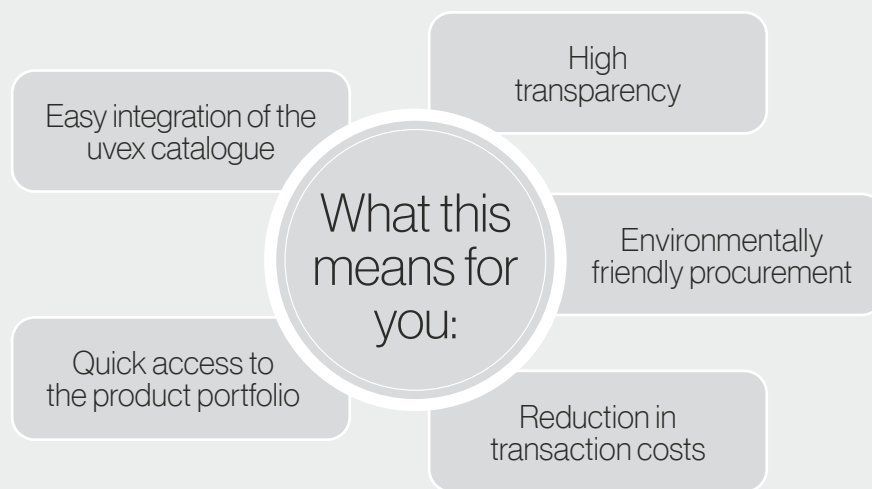 High
transparency
Easy integration of the
uvex catalogue
What this
means for
you:
Environmentally
friendly procurement
Quick access to
the product portfolio
Reduction in
transaction costs